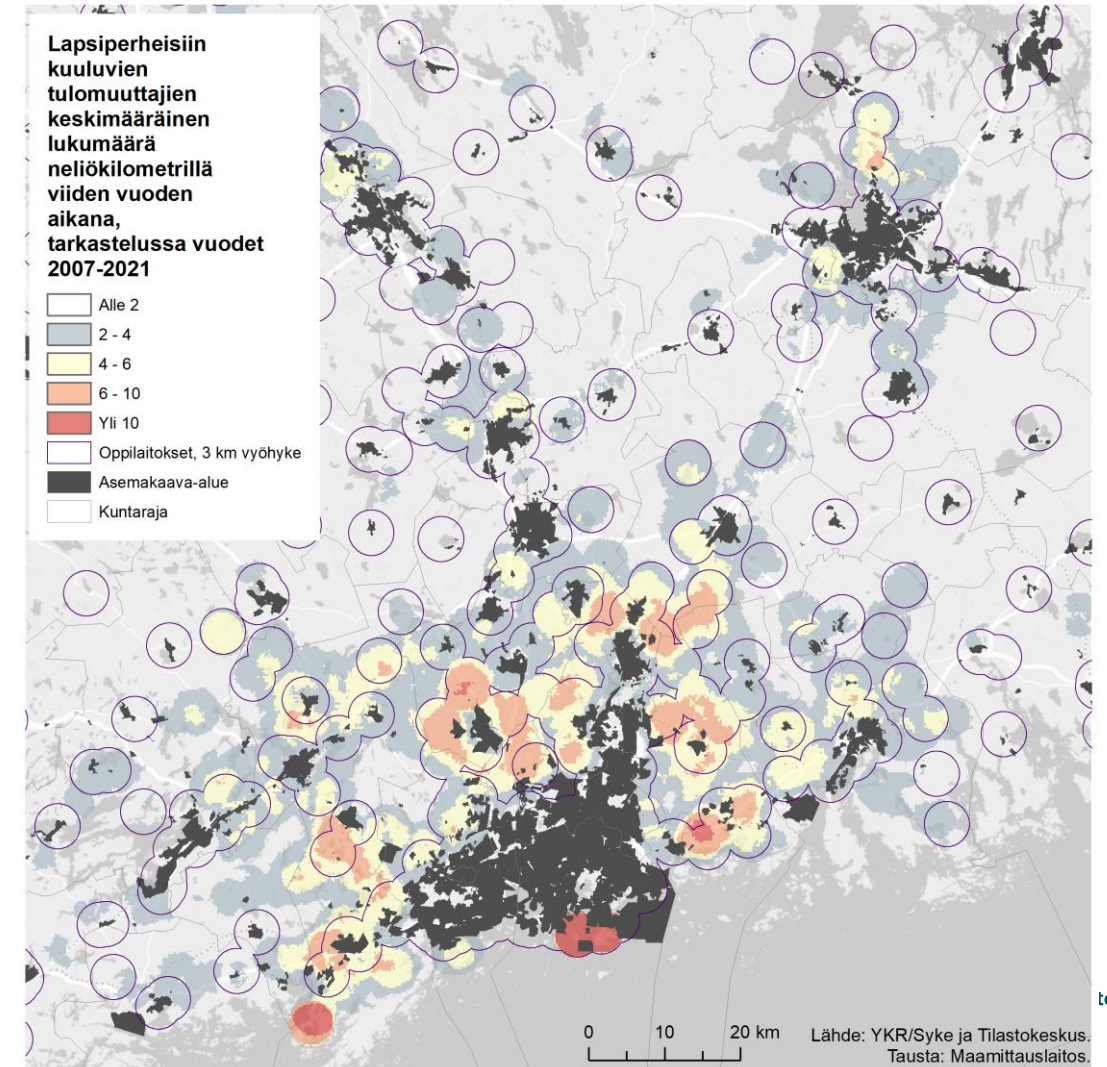 Lapsiperheisiin
kuuluvien
tulomuuttajien
keskimääräinen
lukumäärä
neliökilometrillä
viiden vuoden
aikana,
tarkastelussa vuodet
2007-2021
Alle 2
2 - 4
4 - 6
6 - 10
Yli 10
Oppilaitokset, 3 km vyöhyke
Asemakaava-alue
Kuntaraja
0 10 20 km
Lähde: YKR/Syke ja Tilastokeskus.
Tausta: Maamittauslaitos.